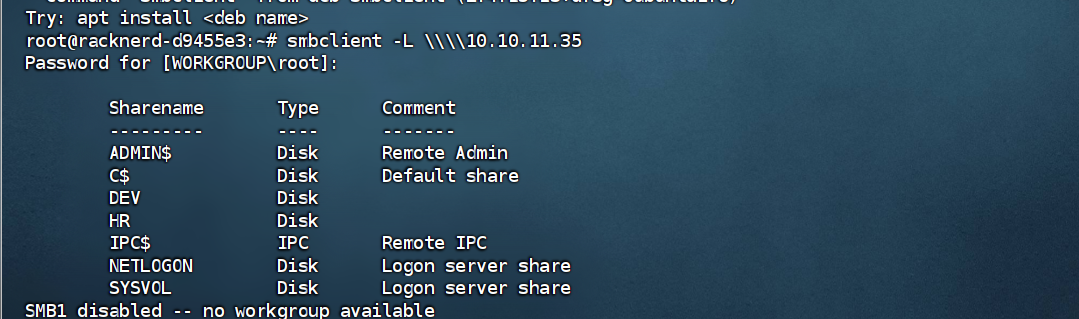 Try: apt install <deb name>
root@racknerd-d9455e3:~# smbclient -L \\\\10.10.11.35
Password for [WORKGROUP\root]:
Sharename Type Comment
--------- ---- -------
ADMIN$ Disk Remote Admin
C$ Disk Default share
DEV Disk
HR Disk
IPC$ IPC Remote IPC
NETLOGON Disk Logon server share
SYSVOL Disk Logon server share
SMB1 disabled -- no workgroup available